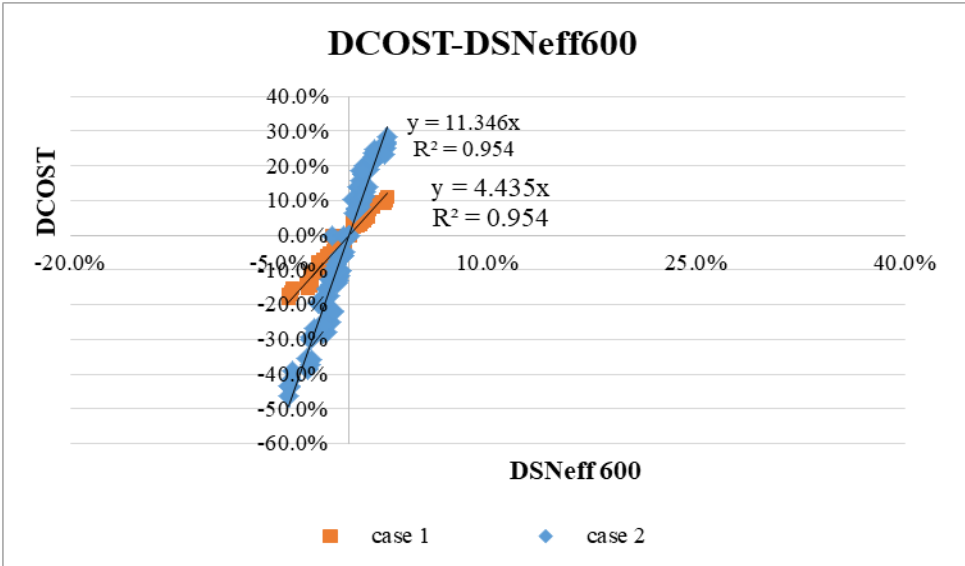 DCOST-DSNeff600
40.0%
30.0%
20.0%
10.0%
0.0%
-10.0%
-20.0%
-30.0%
-40.0%
-50.0%
-60.0%
DCOST
y = 11.346x
R² = 0.954
y = 4.435x
R² = 0.954
-20.0% -5.0% 10.0% 25.0% 40.0%
DSNeff 600
case 1 case 2